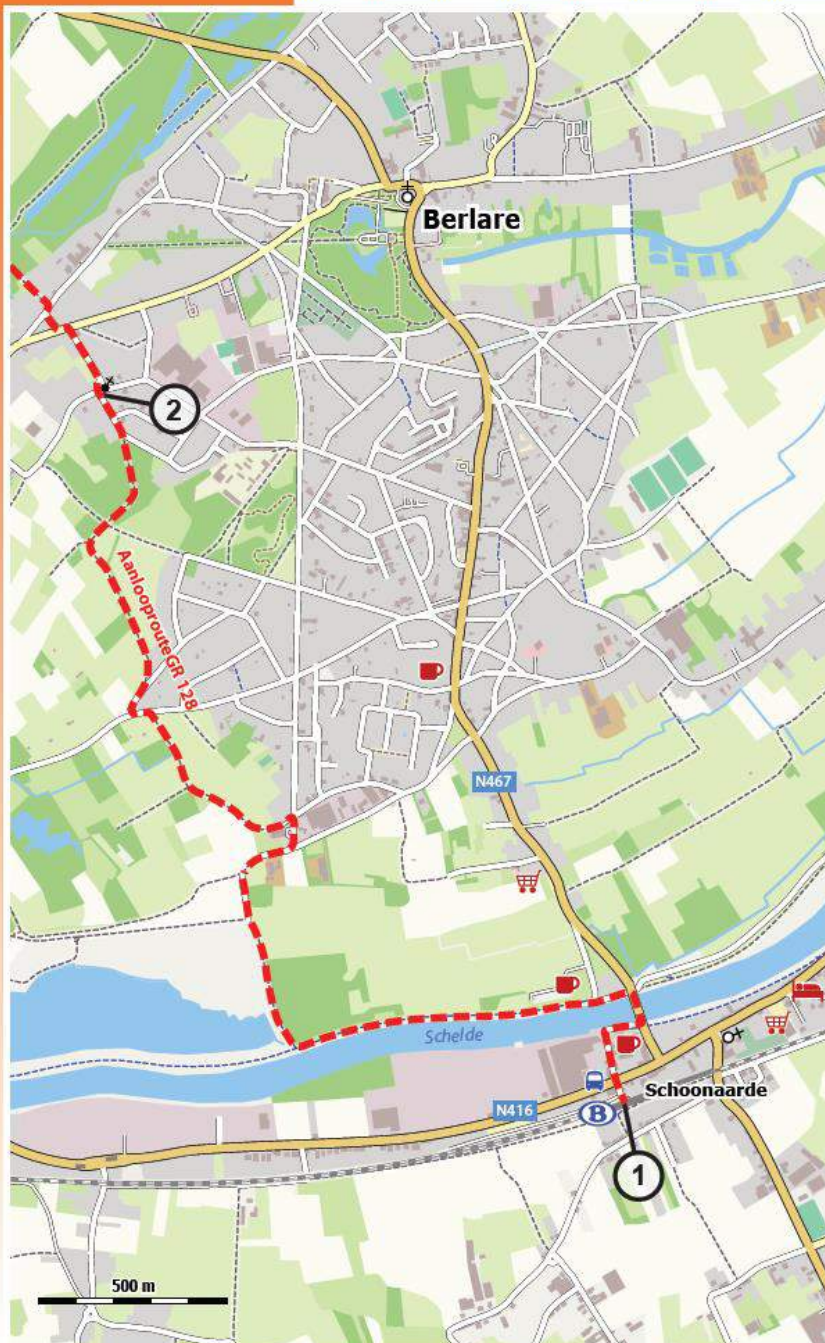 Berlare
2
Aanlooproute GR 128
N467
Schelde
Schoonaarde
N416
B
1
500 m